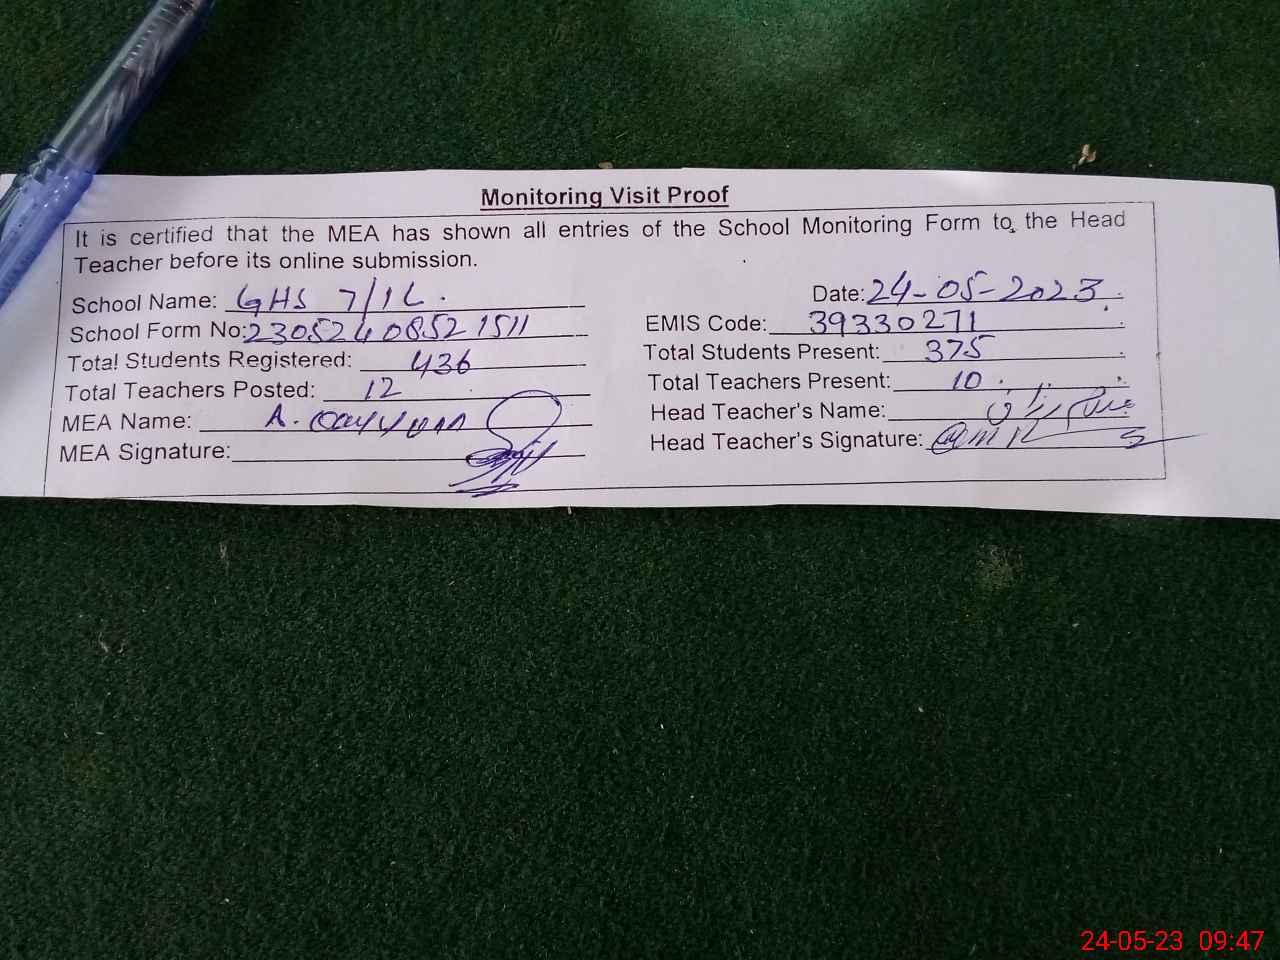 Monitoring Visit Proof
It is certified that the MEA has shown all entries of the School Monitoring Form to the Head
Teacher before its online submission.
School Name: GHS 7/1L. Date: 24-05-2023
School Form No: 23052408521511 EMIS Code: 39330271
Total Students Registered: 436 Total Students Present: 375
Total Teachers Posted: 12 Total Teachers Present: 10
MEA Name: A. Qayyum Head Teacher's Name:
MEA Signature: Head Teacher's Signature:
24-05-23 09:47